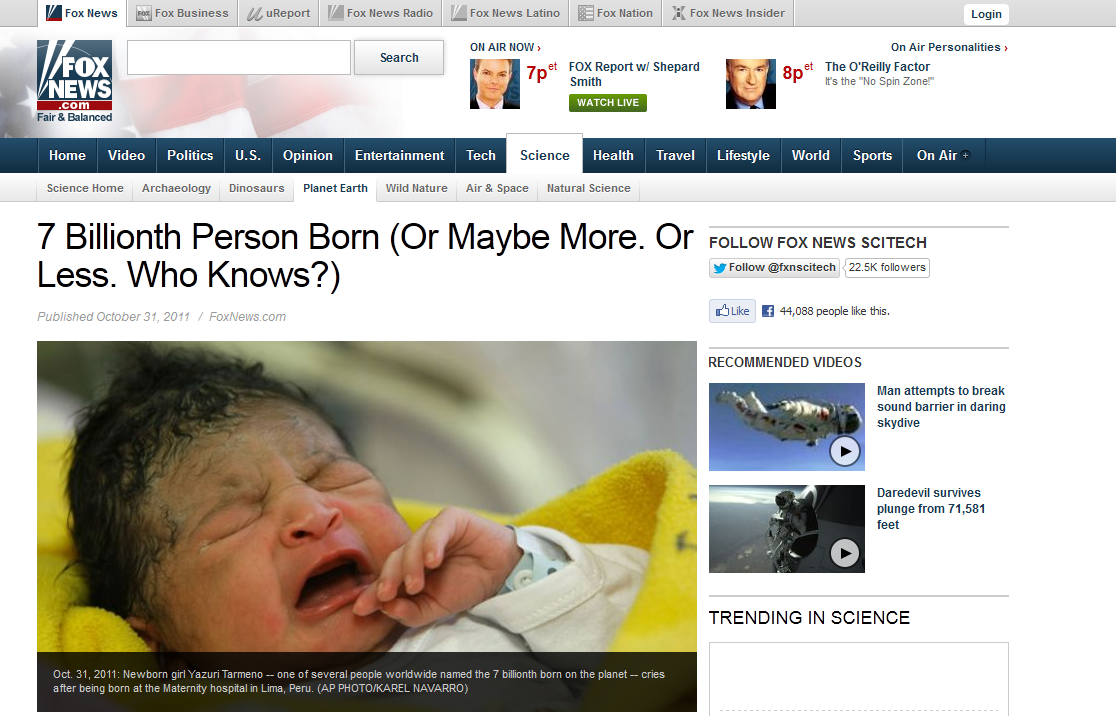 Fox News
Fox Business
uReport
Fox News Radio
Fox News Latino
Fox Nation
Fox News Insider
Login
FOX
NEWS
.com
Fair & Balanced
Search
ON AIR NOW ›
7p et
FOX Report w/ Shepard
Smith
WATCH LIVE
On Air Personalities ›
8p et
The O'Reilly Factor
It's the "No Spin Zone!"
Home
Video
Politics
U.S.
Opinion
Entertainment
Tech
Science
Health
Travel
Lifestyle
World
Sports
On Air +
Science Home
Archaeology
Dinosaurs
Planet Earth
Wild Nature
Air & Space
Natural Science
7 Billionth Person Born (Or Maybe More. Or
Less. Who Knows?)
Published October 31, 2011 / FoxNews.com
Oct. 31, 2011: Newborn girl Yazuri Tarmeno -- one of several people worldwide named the 7 billionth born on the planet -- cries
after being born at the Maternity hospital in Lima, Peru. (AP PHOTO/KAREL NAVARRO)
FOLLOW FOX NEWS SCITECH
Follow @fxnscitech
22.5K followers
Like
44,088 people like this.
RECOMMENDED VIDEOS
Man attempts to break
sound barrier in daring
skydive
Daredevil survives
plunge from 71,581
feet
TRENDING IN SCIENCE